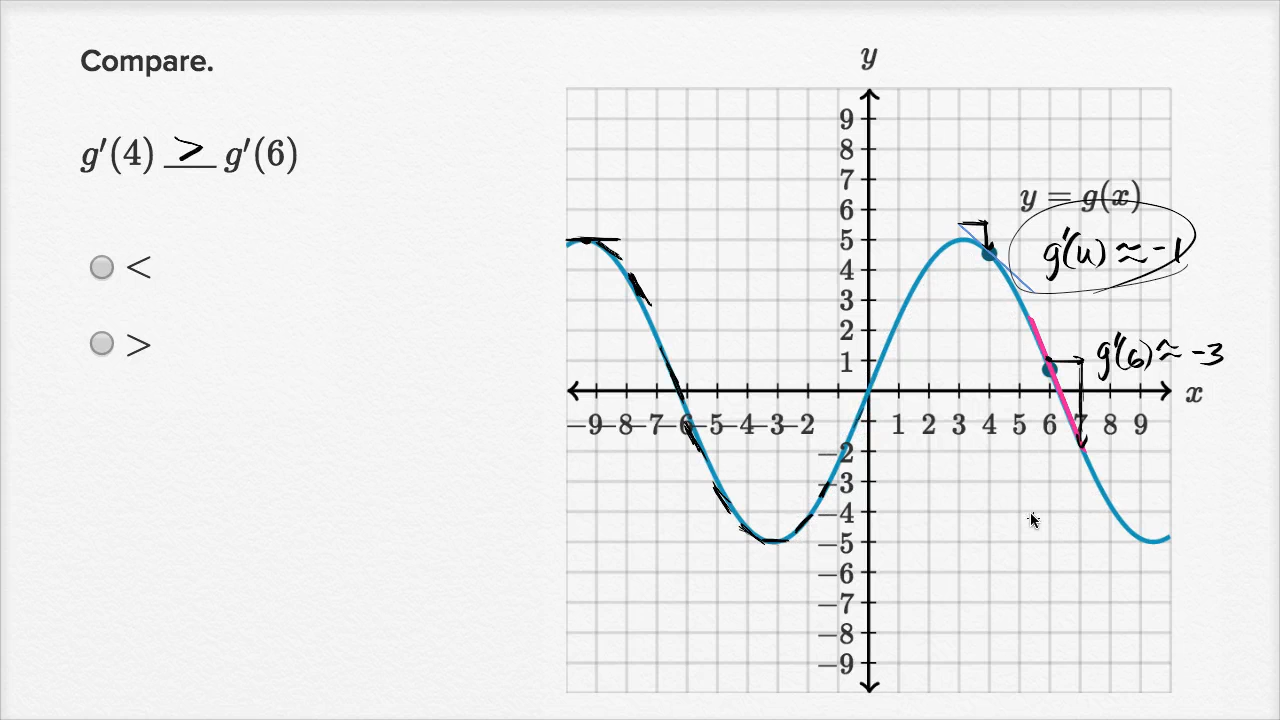 Compare.
g′(4) > g′(6)
<
>
y
9
8
7
6
5
4
3
2
1
y = g(x)
g'(4) ≈ -1
g'(6) ≈ -3
x
−9 −8 −7 −6 −5 −4 −3 −2 1 2 3 4 5 6 7 8 9
−2
−3
−4
−5
−6
−7
−8
−9